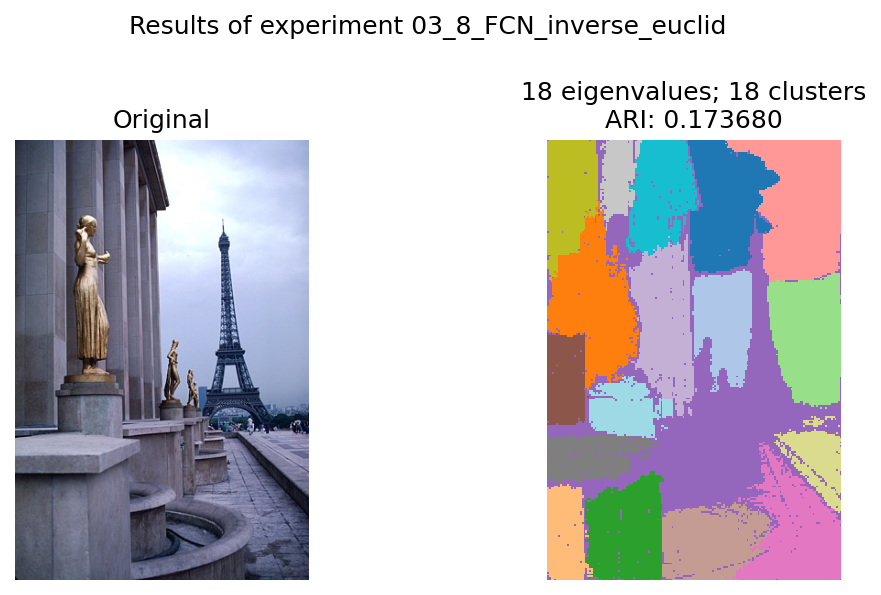 Results of experiment 03_8_FCN_inverse_euclid
Original
18 eigenvalues; 18 clusters
ARI: 0.173680